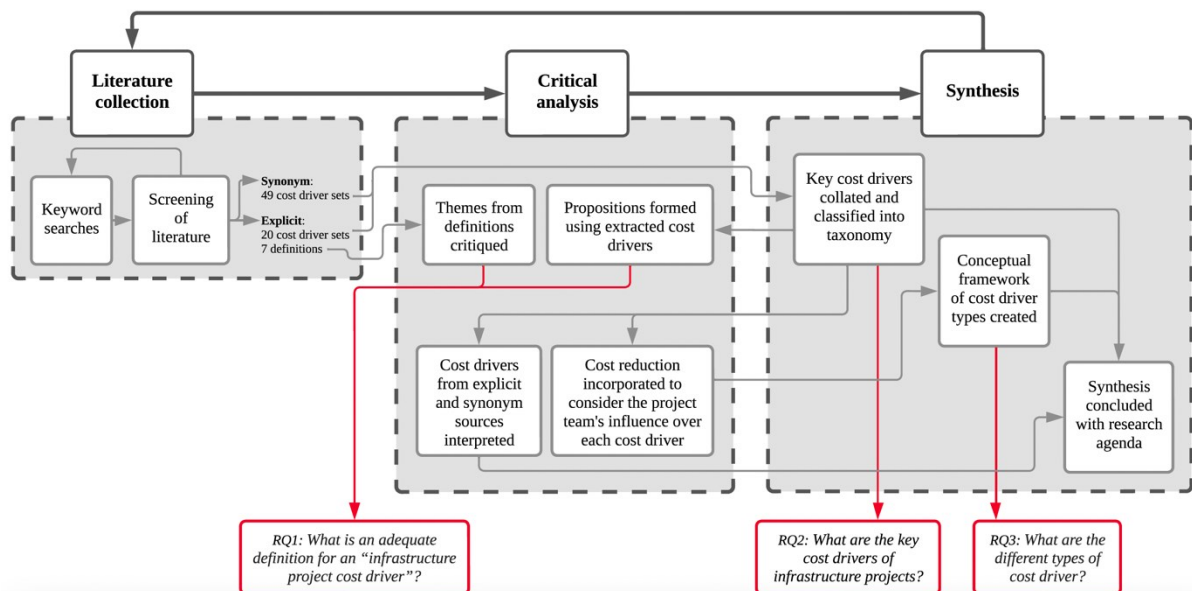 Literature
collection
Critical
analysis
Synthesis
Keyword
searches
Screening
of
literature
Synonym:
49 cost driver sets
Explicit:
20 cost driver sets
7 definitions
Themes from
definitions
critiqued
Propositions formed
using extracted cost
drivers
Key cost drivers
collated and
classified into
taxonomy
Conceptual
framework
of cost driver
types created
Cost drivers
from explicit
and synonym
sources
interpreted
Cost reduction
incorporated to
consider the project
team's influence over
each cost driver
Synthesis
concluded
with research
agenda
RQ1: What is an adequate
definition for an “infrastructure
project cost driver”?
RQ2: What are the key
cost drivers of
infrastructure projects?
RQ3: What are the
different types of
cost driver?